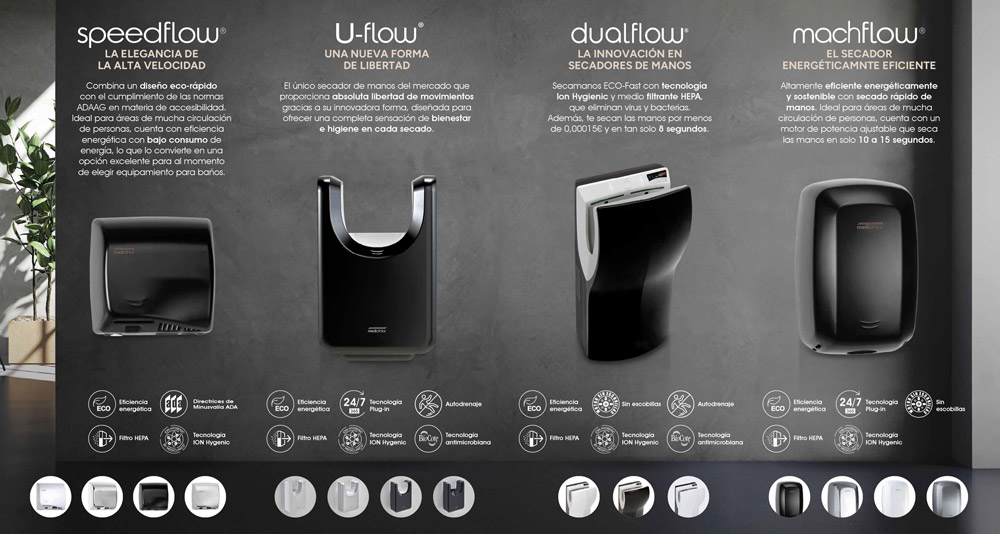 speedflow®
LA ELEGANCIA DE
LA ALTA VELOCIDAD
Combina un diseño eco-rápido
con el cumplimiento de las normas
ADAAG en materia de accesibilidad.
Ideal para áreas de mucha circulación
de personas, cuenta con eficiencia
energética con bajo consumo de
energía, lo que lo convierte en una
opción excelente para al momento
de elegir equipamiento para baños.
mediclinics
ECO
Eficiencia
energética
Directrices de
Minusvalía ADA
Filtro HEPA
Tecnología
ION Hygenic
U-flow®
UNA NUEVA FORMA
DE LIBERTAD
El único secador de manos del mercado que
proporciona absoluta libertad de movimientos
gracias a su innovadora forma, diseñada para
ofrecer una completa sensación de bienestar
e higiene en cada secado.
mediclinics
ECO
Eficiencia
energética
24/7
365
Tecnología
Plug-in
Autodrenaje
Filtro HEPA
Tecnología
ION Hygenic
BioCote
Tecnología
antimicrobiana
dualflow®
LA INNOVACIÓN EN
SECADORES DE MANOS
Secamanos ECO-Fast con tecnología
Ion Hygienic y medio filtrante HEPA,
que eliminan virus y bacterias.
Además, te secan las manos por menos
de 0,00015€ y en tan solo 8 segundos.
ECO
Eficiencia
energética
Sin escobillas
Autodrenaje
Filtro HEPA
Tecnología
ION Hygenic
BioCote
Tecnología
antimicrobiana
machflow®
EL SECADOR
ENERGÉTICAMNTE EFICIENTE
Altamente eficiente energéticamente
y sostenible con secado rápido de
manos. Ideal para áreas de mucha
circulación de personas, cuenta con un
motor de potencia ajustable que seca
las manos en solo 10 a 15 segundos.
mediclinics
ECO
Eficiencia
energética
24/7
365
Tecnología
Plug-in
Sin
escobillas
Filtro HEPA
Tecnología
ION Hygenic